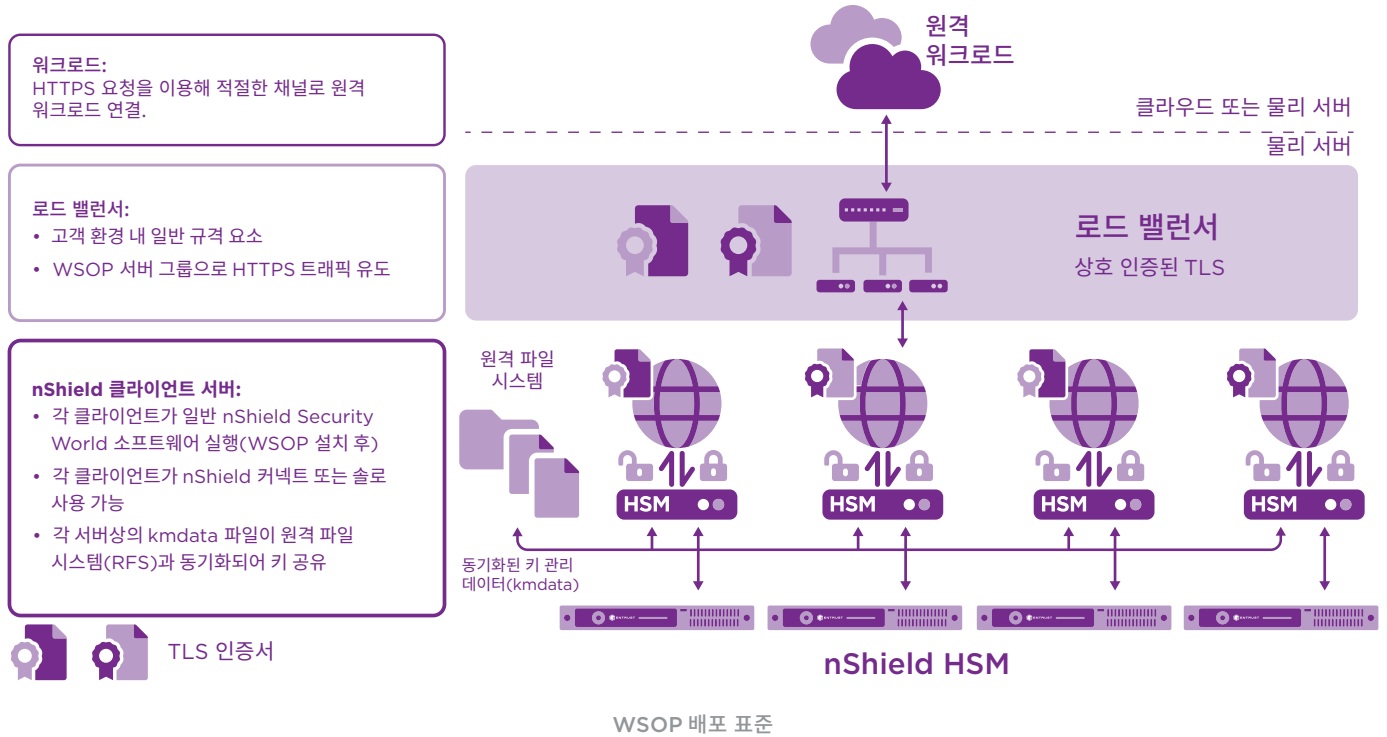 워크로드:
HTTPS 요청을 이용해 적절한 채널로 원격
워크로드 연결.
로드 밸런서:
• 고객 환경 내 일반 규격 요소
• WSOP 서버 그룹으로 HTTPS 트래픽 유도
nShield 클라이언트 서버:
• 각 클라이언트가 일반 nShield Security
World 소프트웨어 실행(WSOP 설치 후)
• 각 클라이언트가 nShield 커넥트 또는 솔로
사용 가능
• 각 서버상의 kmdata 파일이 원격 파일
시스템(RFS)과 동기화되어 키 공유
TLS 인증서
원격
워크로드
클라우드 또는 물리 서버
물리 서버
로드 밸런서
상호 인증된 TLS
원격 파일
시스템
HSM
HSM
HSM
HSM
동기화된 키 관리
데이터(kmdata)
ENTRUST
ENTRUST
ENTRUST
ENTRUST
nShield HSM
WSOP 배포 표준